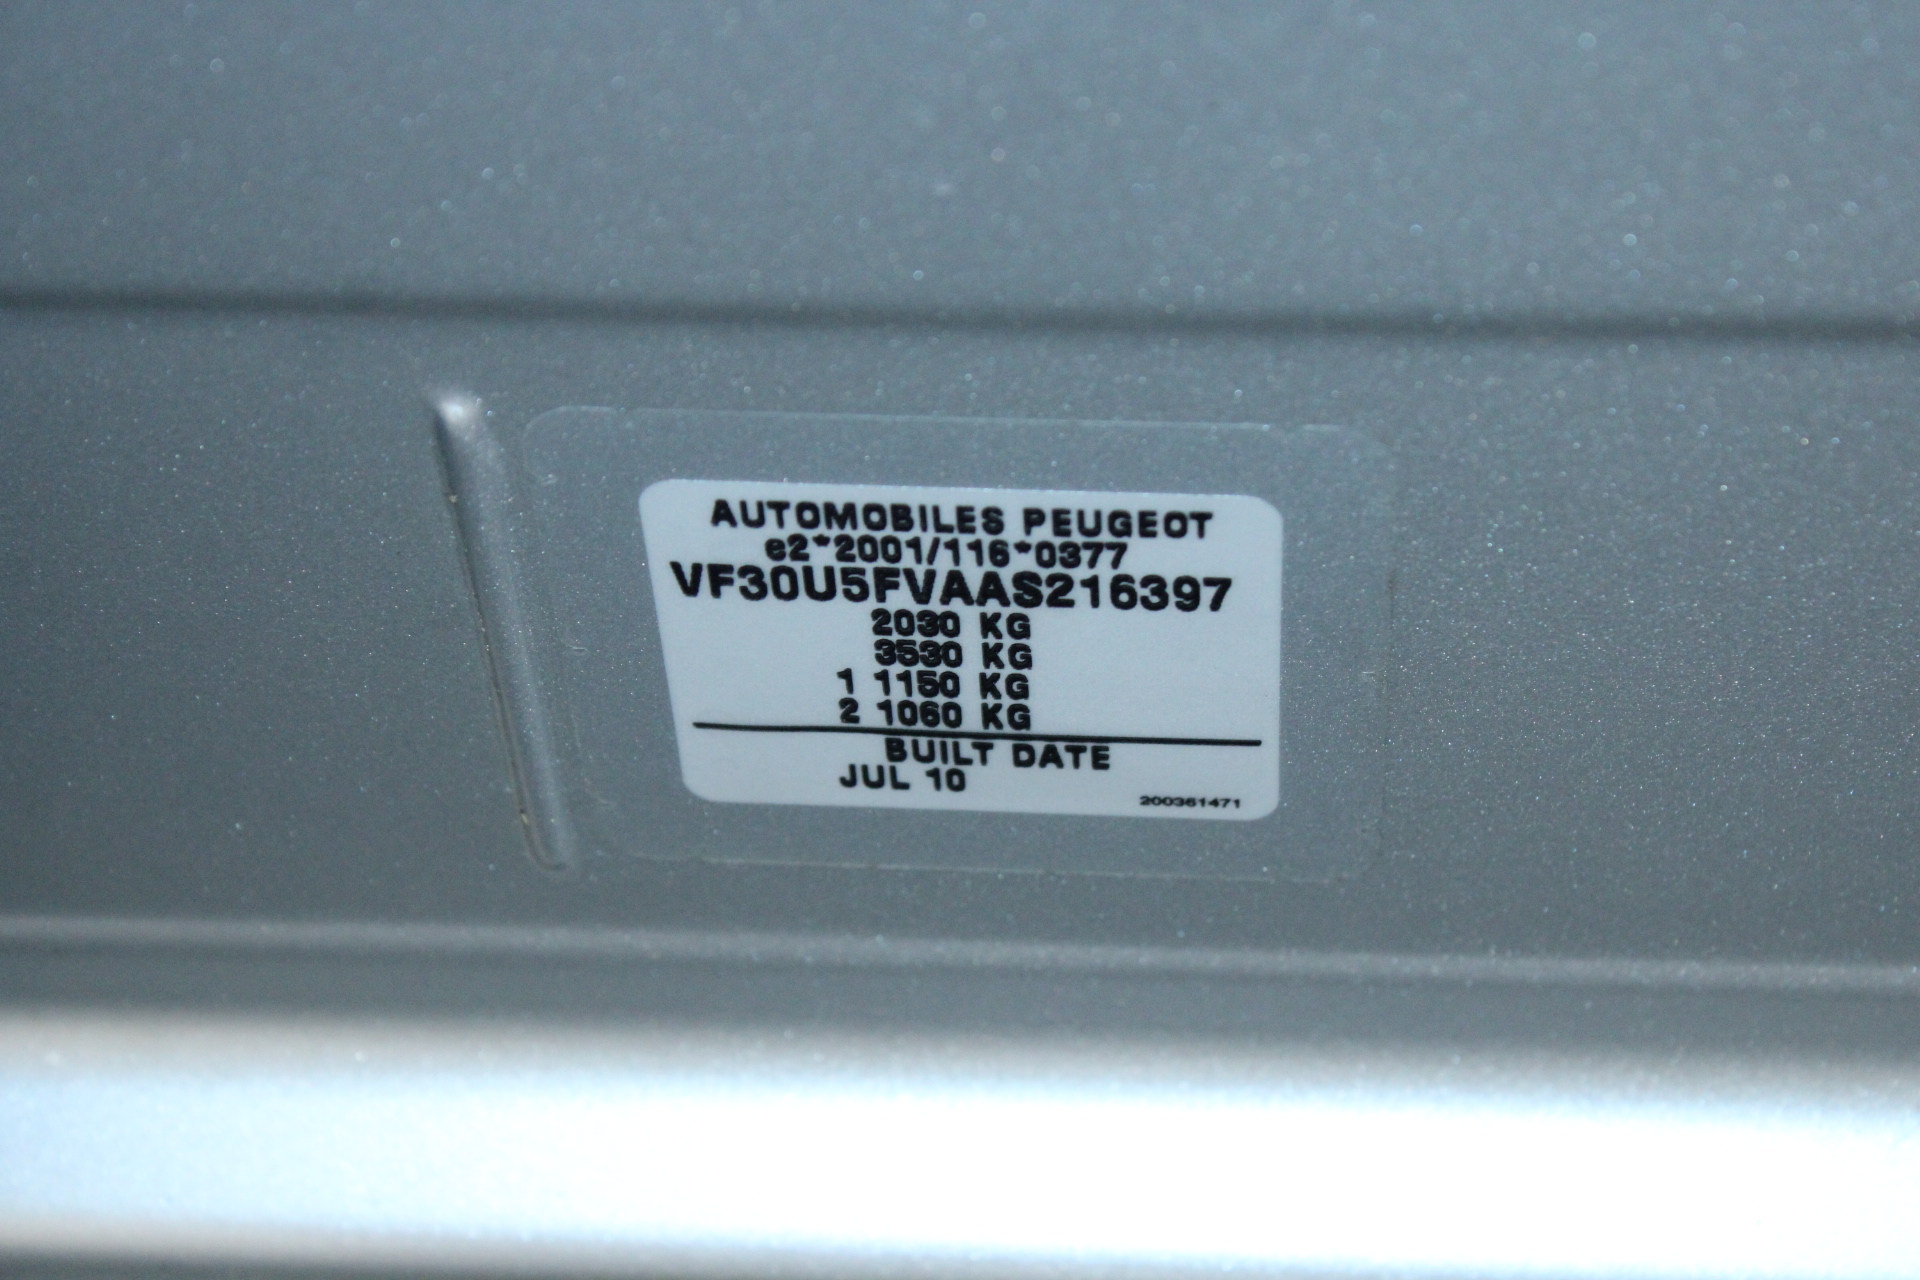 AUTOMOBILES PEUGEOT
e2*2001/116*0377
VF30U5FVAAS216397
2030 KG
3530 KG
1 1150 KG
2 1060 KG
BUILT DATE
JUL 10
200361471